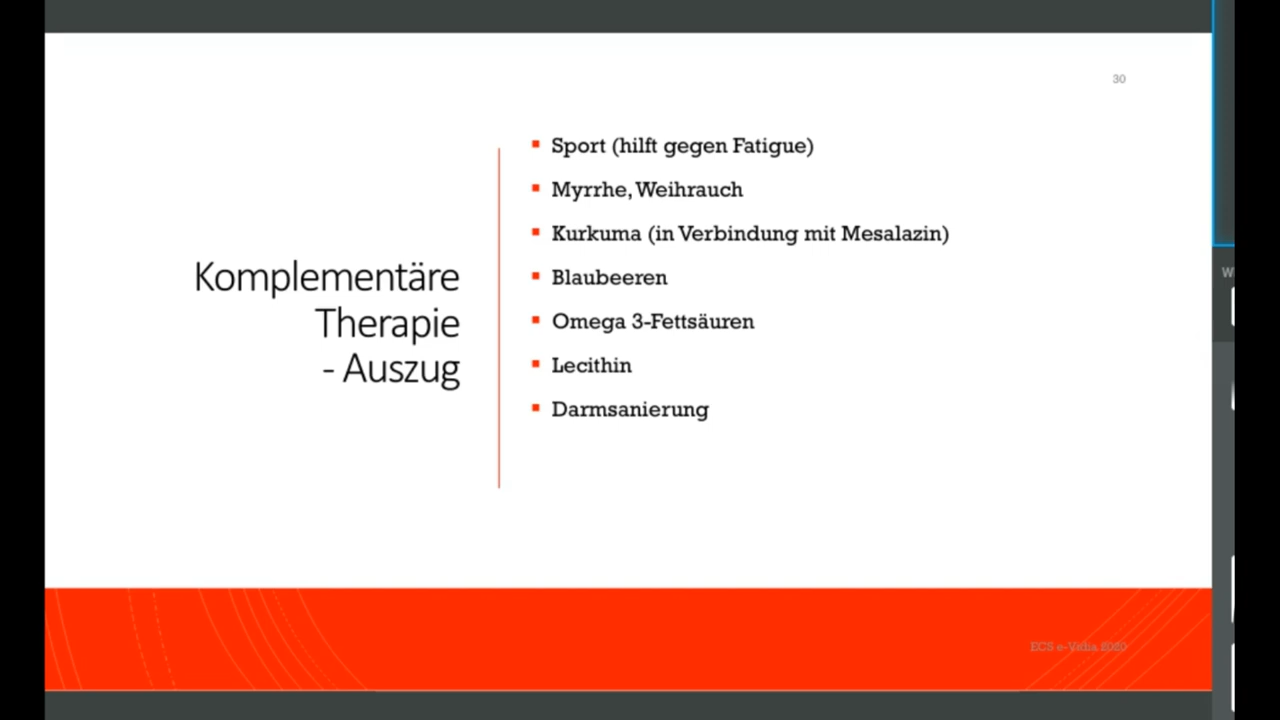 30
Komplementäre
Therapie
- Auszug
Sport (hilft gegen Fatigue)
Myrrhe, Weihrauch
Kurkuma (in Verbindung mit Mesalazin)
Blaubeeren
Omega 3-Fettsäuren
Lecithin
Darmsanierung
2020